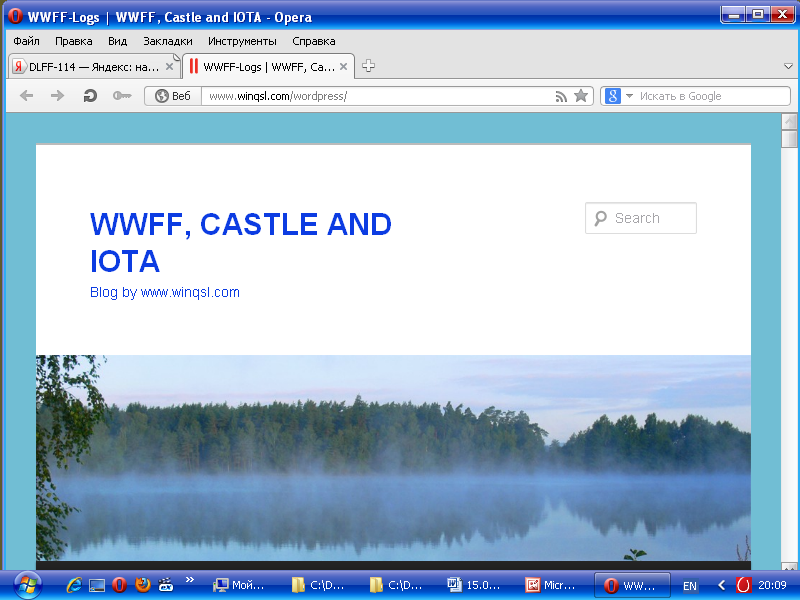 WWFF-Logs | WWFF, Castle and IOTA - Opera
Файл Правка Вид Закладки Инструменты Справка
DLFF-114 — Яндекс: на... WWFF-Logs | WWFF, Ca...
Веб www.winqsl.com/wordpress/ Искать в Google
WWFF, CASTLE AND
IOTA
Search
Blog by www.winqsl.com
Мой... C:\D... C:\D... 15.0... Micr... WW... EN 20:09